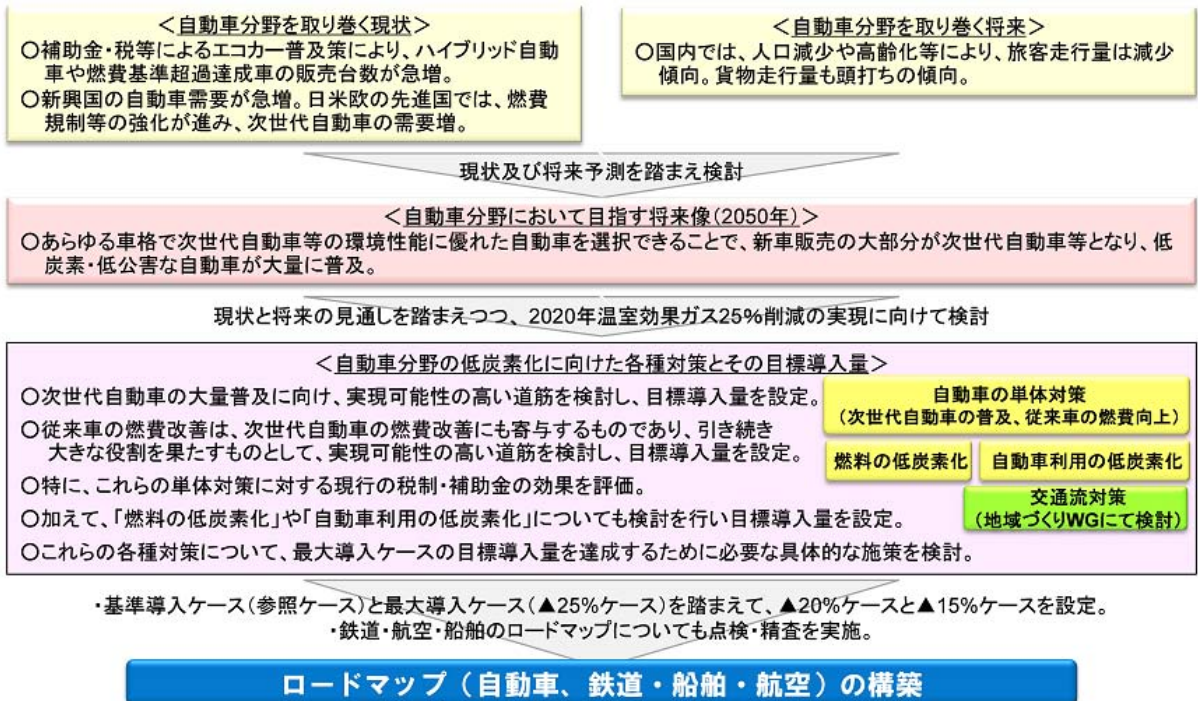 ＜自動車分野を取り巻く現状＞
○補助金・税等によるエコカー普及策により、ハイブリッド自動
車や燃費基準超過達成車の販売台数が急増。
○新興国の自動車需要が急増。日米欧の先進国では、燃費
規制等の強化が進み、次世代自動車の需要増。
＜自動車分野を取り巻く将来＞
○国内では、人口減少や高齢化等により、旅客走行量は減少
傾向。貨物走行量も頭打ちの傾向。
現状及び将来予測を踏まえ検討
＜自動車分野において目指す将来像（2050年）＞
○あらゆる車格で次世代自動車等の環境性能に優れた自動車を選択できることで、新車販売の大部分が次世代自動車等となり、低
炭素・低公害な自動車が大量に普及。
現状と将来の見通しを踏まえつつ、2020年温室効果ガス25%削減の実現に向けて検討
＜自動車分野の低炭素化に向けた各種対策とその目標導入量＞
○次世代自動車の大量普及に向け、実現可能性の高い道筋を検討し、目標導入量を設定。
○従来車の燃費改善は、次世代自動車の燃費改善にも寄与するものであり、引き続き
大きな役割を果たすものとして、実現可能性の高い道筋を検討し、目標導入量を設定。
○特に、これらの単体対策に対する現行の税制・補助金の効果を評価。
○加えて、「燃料の低炭素化」や「自動車利用の低炭素化」についても検討を行い目標導入量を設定。
○これらの各種対策について、最大導入ケースの目標導入量を達成するために必要な具体的な施策を検討。
自動車の単体対策
（次世代自動車の普及、従来車の燃費向上）
燃料の低炭素化
自動車利用の低炭素化
交通流対策
（地域づくりWGにて検討）
・基準導入ケース（参照ケース）と最大導入ケース（▲25%ケース）を踏まえて、▲20%ケースと▲15%ケースを設定。
・鉄道・航空・船舶のロードマップについても点検・精査を実施。
ロードマップ（自動車、鉄道・船舶・航空）の構築